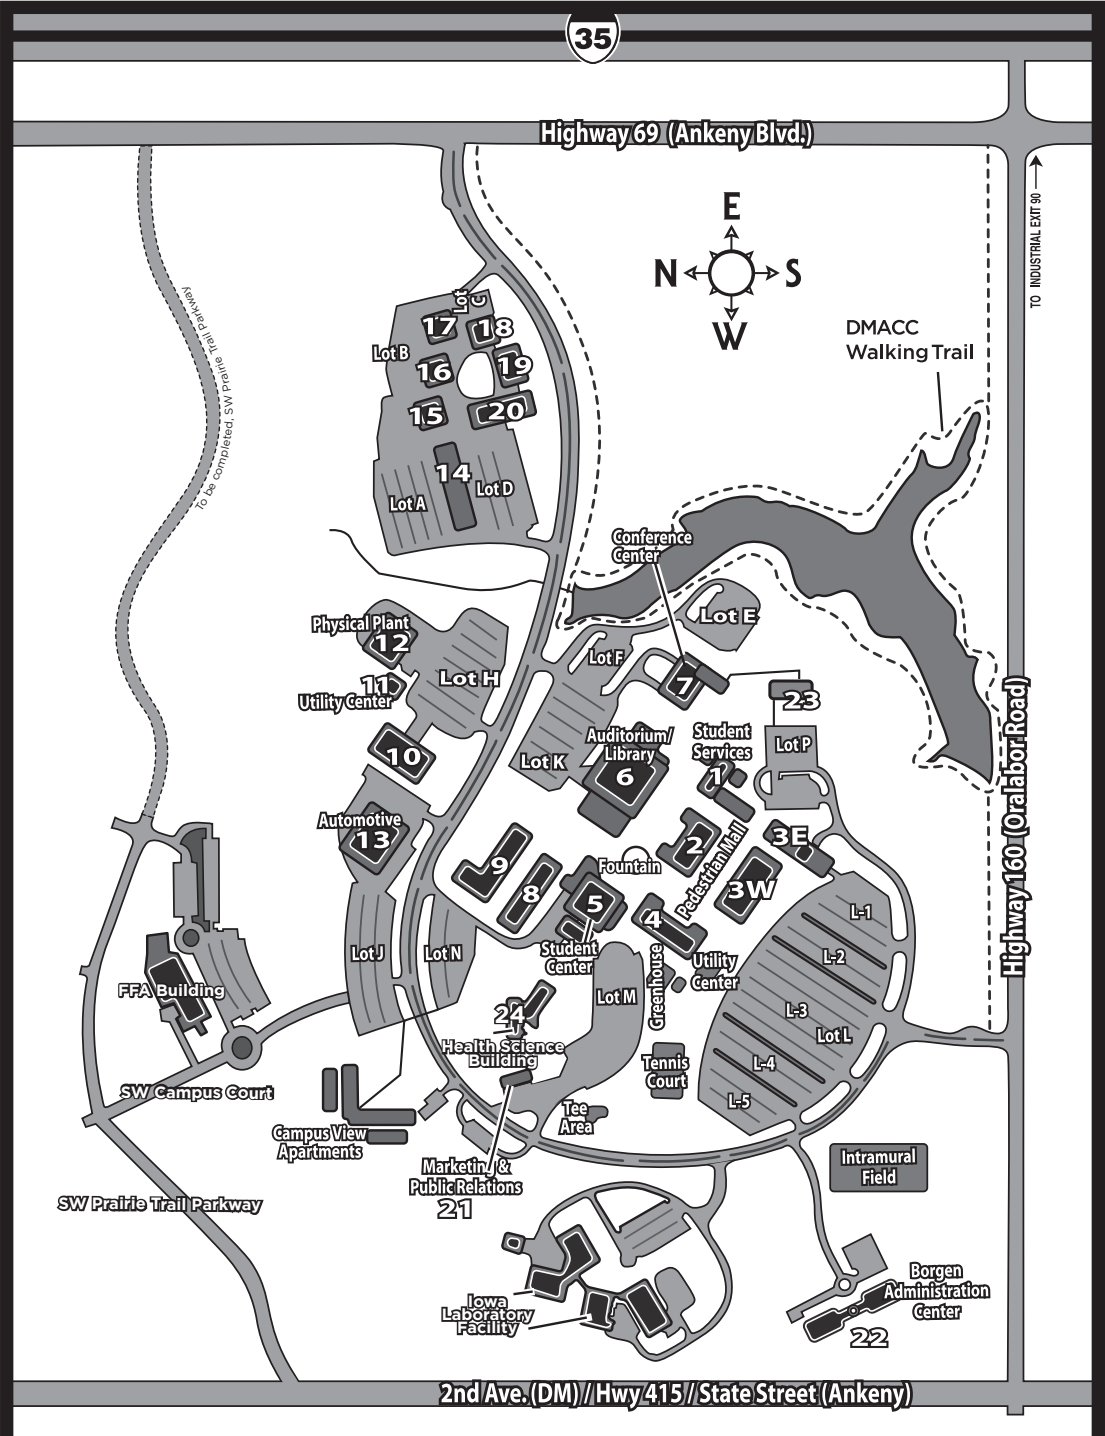 35
Highway 69 (Ankeny Blvd.)
E
N
S
W
TO INDUSTRIAL EXIT 90
DMACC
Walking Trail
To be completed, SW Prairie Trail Parkway
Lot
C
17
18
Lot B
16
19
15
20
14
Lot A
Lot D
Conference
Center
Lot E
Physical Plant
12
Lot F
11
Utility Center
Lot H
7
23
Auditorium/
Library
6
Student
Services
1
Lot P
10
Lot K
Automotive
13
9
8
Fountain
2
Pedestrian Mall
3E
3W
5
4
L-1
Highway 160 (Oralabor Road)
Lot J
Lot N
Student
Center
Utility
Center
L-2
FFA Building
Lot M
Greenhouse
24
L-3
Lot L
Health Science
Building
Tennis
Court
L-4
SW Campus Court
L-5
Tee
Area
Campus View
Apartments
Intramural
Field
Marketing &
Public Relations
21
SW Prairie Trail Parkway
Borgen
Administration
Center
22
Iowa
Laboratory
Facility
2nd Ave. (DM) / Hwy 415 / State Street (Ankeny)